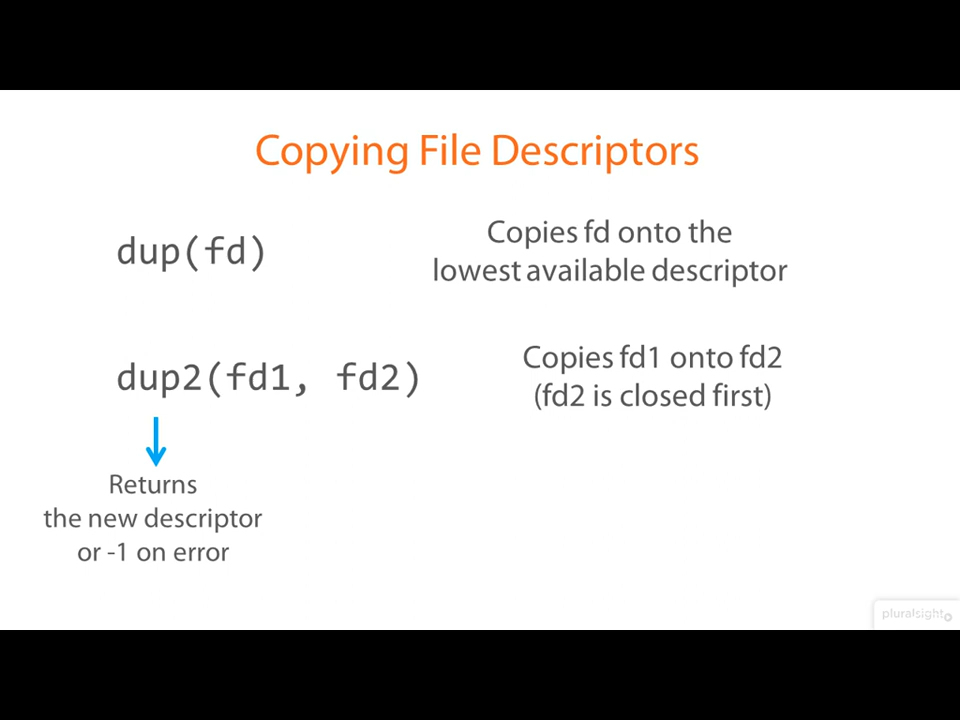 Copying File Descriptors
dup(fd)
Copies fd onto the
lowest available descriptor
dup2(fd1, fd2)
Copies fd1 onto fd2
(fd2 is closed first)
Returns
the new descriptor
or -1 on error
pluralsight